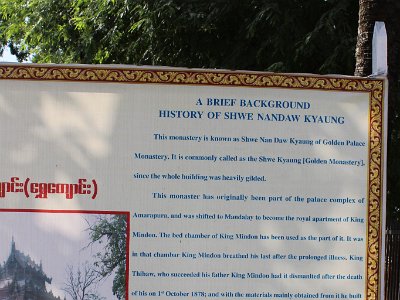 A BRIEF BACKGROUND
HISTORY OF SHWE NANDAW KYAUNG
This monastery is known as Shwe Nan Daw Kyaung of Golden Palace
Monastery. It is commonly called as the Shwe Kyaung [Golden Monastery],
since the whole building was heavily gilded.
ကျောင်း(ရွှေကျောင်း)
This monaster has originally been part of the palace complex of
Amarapura, and was shifted to Mandalay to become the royal apartment of King
Mindon. The bed chamber of King Mindon has been used as the part of it. It was
in that chamber King Mindon breathed his last after the prolonged illness. King
Thibaw, who succeeded his father King Mindon had it dismantled after the death
of his on 1st October 1878; and with the materials mainly obtained from it he built